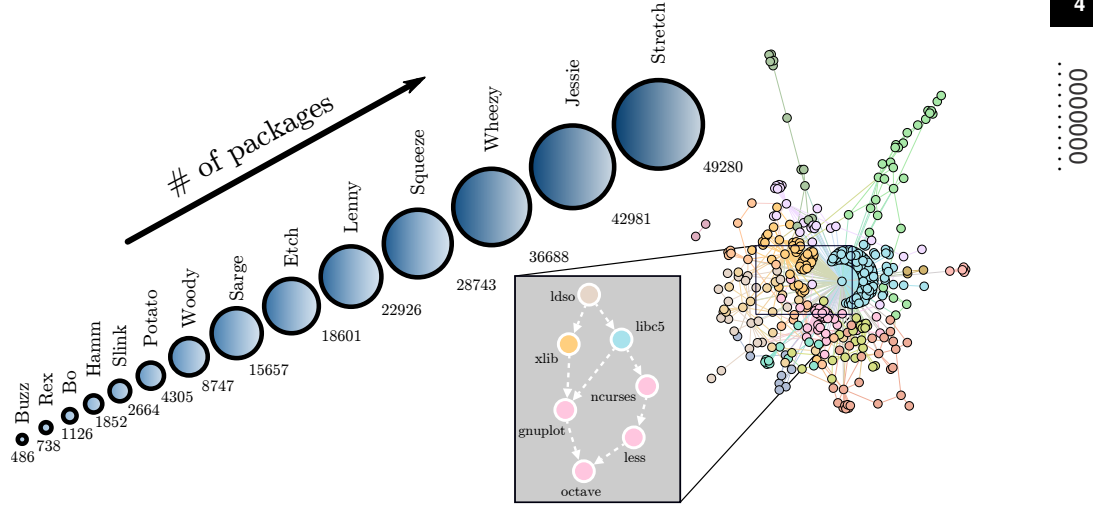 4
0000000
# of packages
Buzz
486
Rex
738
Bo
1126
Hamm
1852
Slink
2664
Potato
4305
Woody
8747
Sarge
15657
Etch
18601
Lenny
22926
Squeeze
28743
Wheezy
36688
Jessie
42981
Stretch
49280
ldso
libc5
xlib
ncurses
gnuplot
less
octave